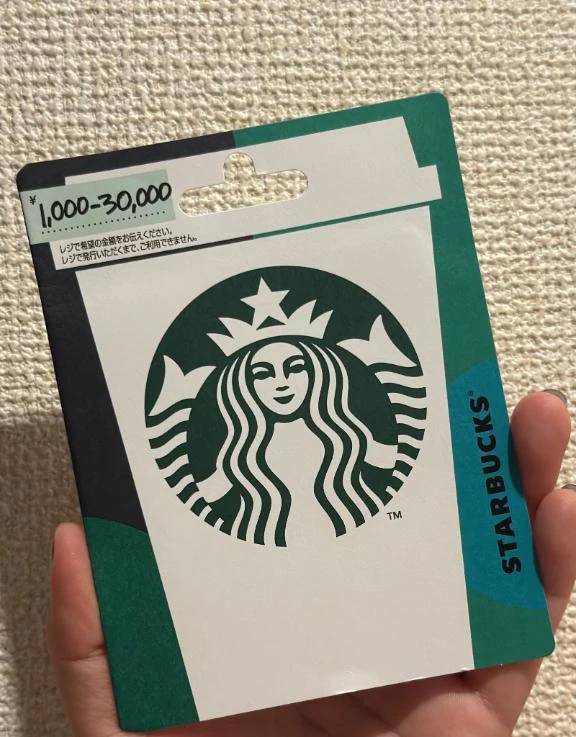 ¥1,000-30,000
レジで希望の金額をお伝えください。
レジで発行いただくまで、ご利用できません。
TM
STARBUCKS®